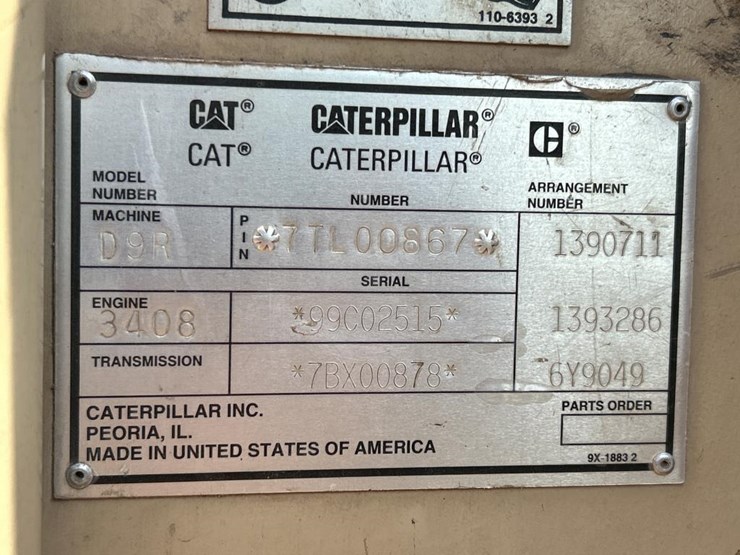 110-6393 2
CAT® CATERPILLAR® C®
CAT® CATERPILLAR®
MODEL NUMBER
NUMBER
ARRANGEMENT NUMBER
MACHINE
D9R
PIN
*7TL00867*
1390711
SERIAL
ENGINE
3408
*99C02515*
1393286
TRANSMISSION
*7BX00878*
6Y9049
CATERPILLAR INC.
PEORIA, IL.
MADE IN UNITED STATES OF AMERICA
PARTS ORDER
9X-1883 2